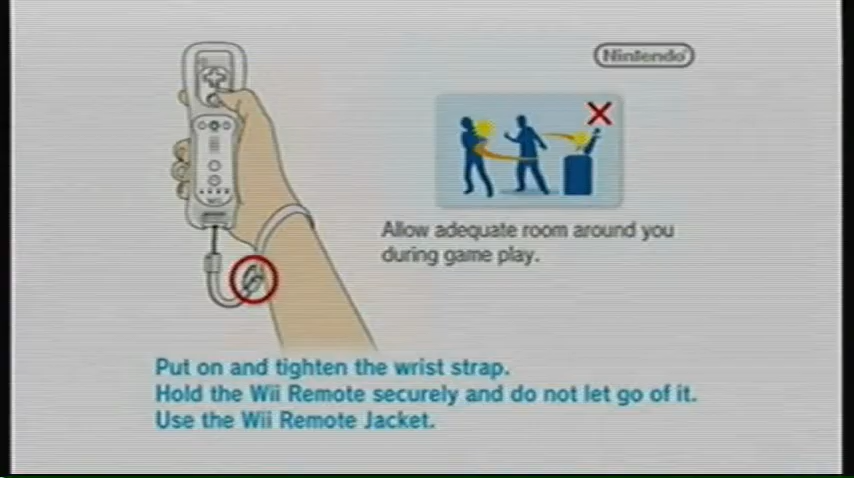 Nintendo
Allow adequate room around you
during game play.
Put on and tighten the wrist strap.
Hold the Wii Remote securely and do not let go of it.
Use the Wii Remote Jacket.